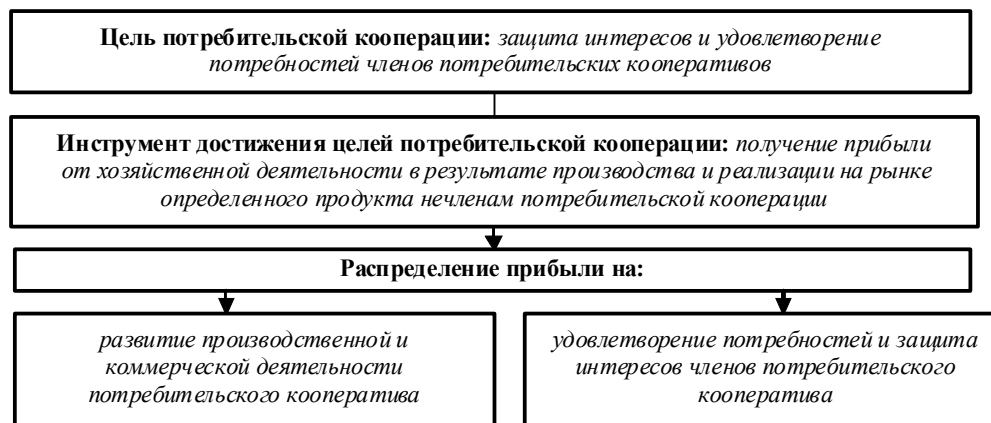 Цель потребительской кооперации: защита интересов и удовлетворение
потребностей членов потребительских кооперативов
Инструмент достижения целей потребительской кооперации: получение прибыли
от хозяйственной деятельности в результате производства и реализации на рынке
определенного продукта нечленам потребительской кооперации
Распределение прибыли на:
развитие производственной и
коммерческой деятельности
потребительского кооператива
удовлетворение потребностей и защита
интересов членов потребительского
кооператива